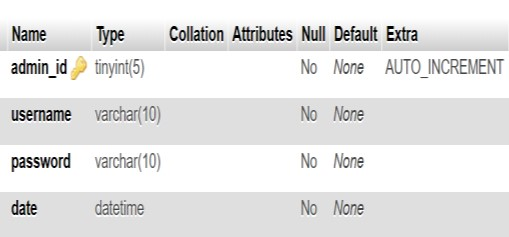 Name Type Collation Attributes Null Default Extra
admin_id tinyint(5) No None AUTO_INCREMENT
username varchar(10) No None
password varchar(10) No None
date datetime No None